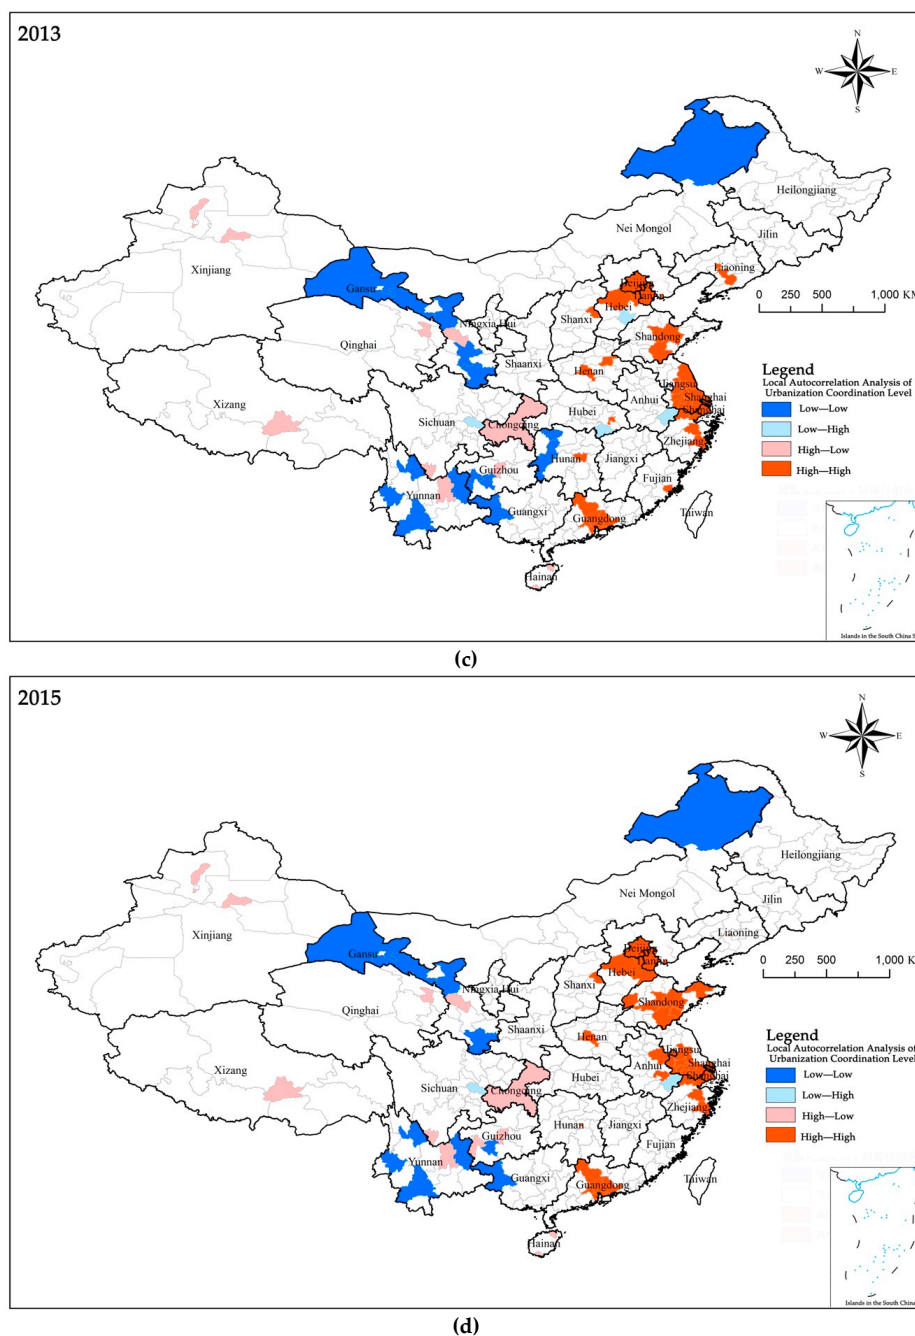 2013
N
W
E
S
Heilongjiang
Nei Mongol
Jilin
Liaoning
Xinjiang
Gansu
Beijing
Tianjin
Hebei
0 250 500 1,000 KM
Ningxia Hui
Shanxi
Qinghai
Shandong
Shaanxi
Henan
Legend
Local Autocorrelation Analysis of
Urbanization Coordination Level
Low—Low
Low—High
High—Low
High—High
Jiangsu
Anhui
Shanghai
Shanghai
Xizang
Sichuan
Hubei
Chongqing
Zhejiang
Guizhou
Hunan
Jiangxi
Yunnan
Fujian
Guangxi
Guangdong
Taiwan
Hainan
Islands in the South China S
(c)
2015
N
W
E
S
Heilongjiang
Nei Mongol
Jilin
Liaoning
Xinjiang
Gansu
Beijing
Tianjin
Hebei
0 250 500 1,000 K
Ningxia Hui
Shanxi
Qinghai
Shandong
Shaanxi
Henan
Legend
Local Autocorrelation Analysis of
Urbanization Coordination Level
Low—Low
Low—High
High—Low
High—High
Jiangsu
Anhui
Shanghai
Shanghai
Xizang
Sichuan
Hubei
Chongqing
Zhejiang
Guizhou
Hunan
Jiangxi
Yunnan
Fujian
Guangxi
Guangdong
Taiwan
Hainan
Islands in the South China
(d)